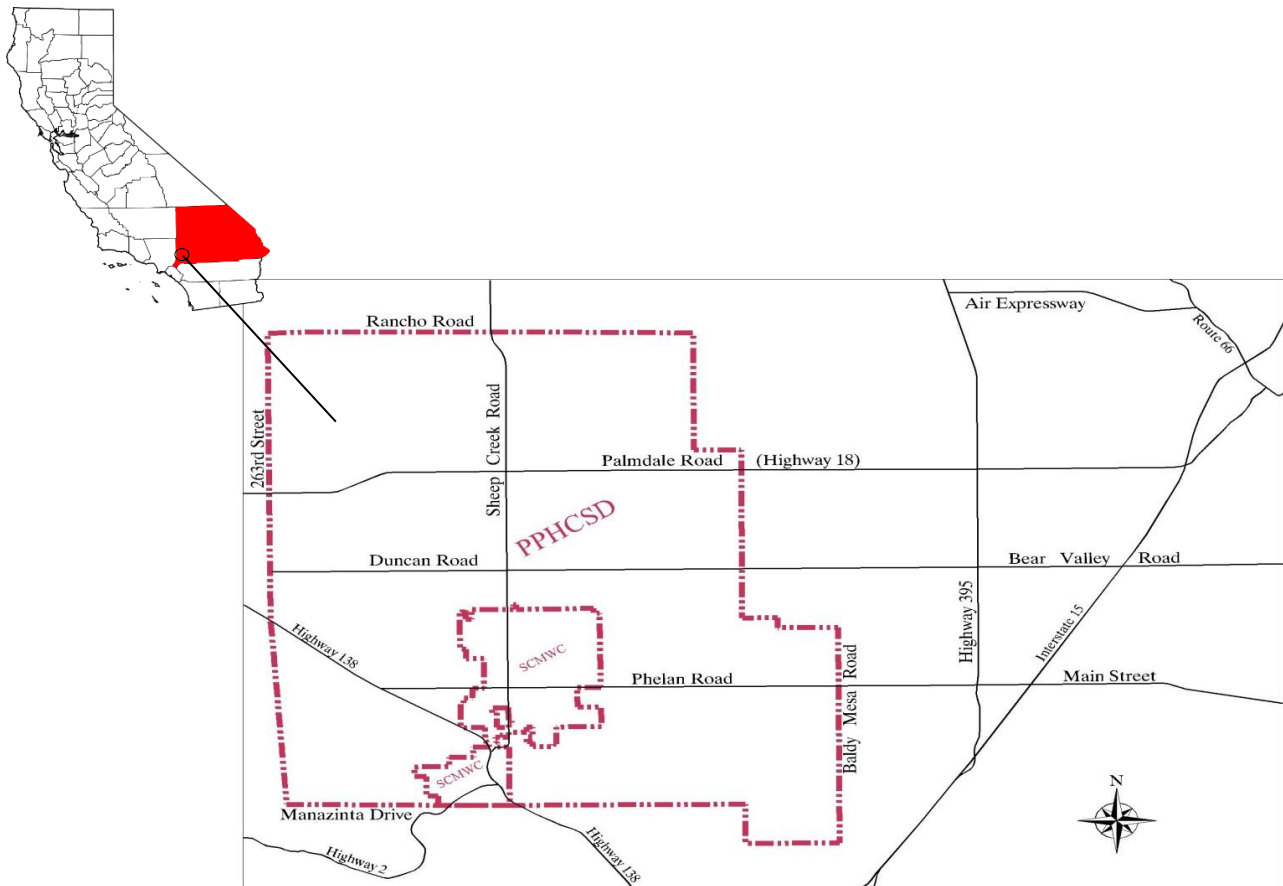 Air Expressway
Rancho Road
Route 66
Sheep Creek Road
263rd Street
Palmdale Road (Highway 18)
PPHCSD
Duncan Road
Bear Valley Road
Highway 395
Interstate 15
Highway 138
SCMWC
Phelan Road
Baldy Mesa Road
Main Street
SCMWC
N
Manazinta Drive
Highway 2
Highway 138